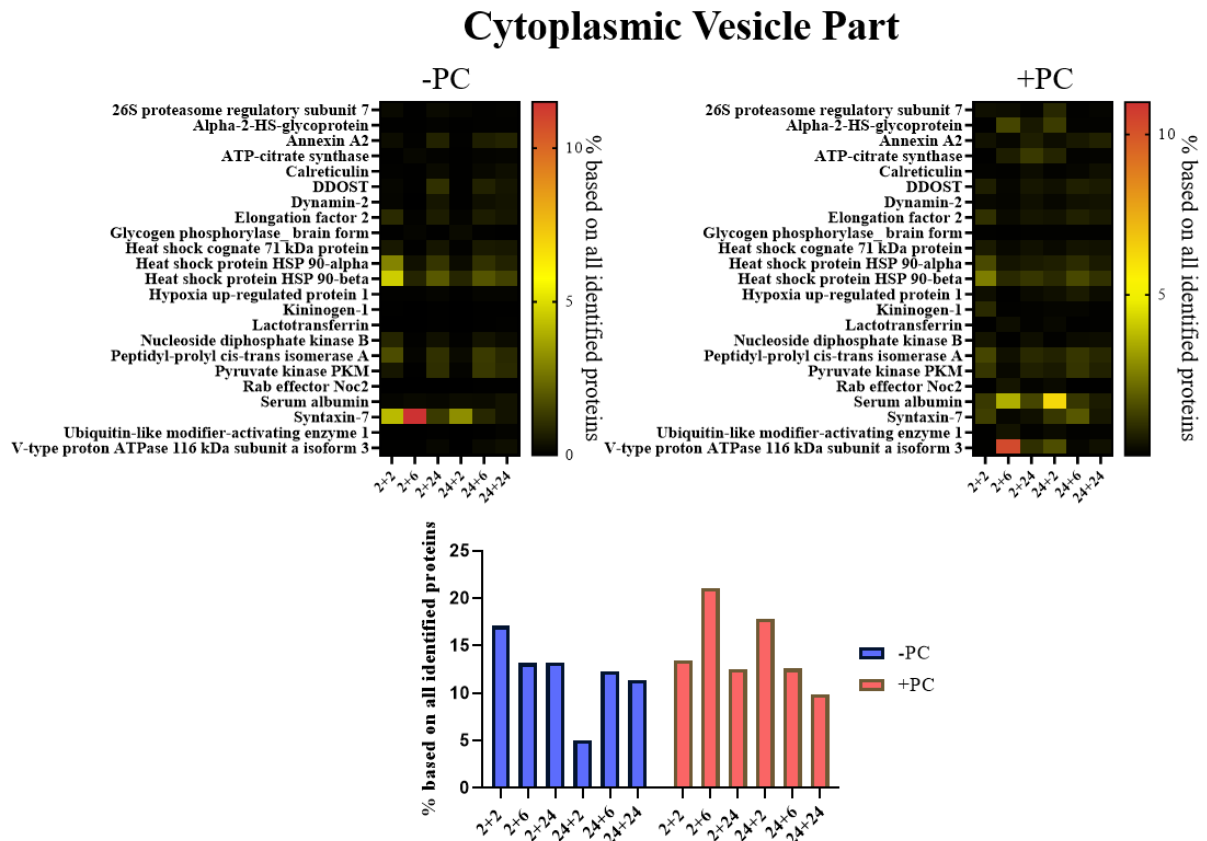 Cytoplasmic Vesicle Part
-PC
26S proteasome regulatory subunit 7
Alpha-2-HS-glycoprotein
Annexin A2
ATP-citrate synthase
Calreticulin
DDOST
Dynamin-2
Elongation factor 2
Glycogen phosphorylase_ brain form
Heat shock cognate 71 kDa protein
Heat shock protein HSP 90-alpha
Heat shock protein HSP 90-beta
Hypoxia up-regulated protein 1
Kininogen-1
Lactotransferrin
Nucleoside diphosphate kinase B
Peptidyl-prolyl cis-trans isomerase A
Pyruvate kinase PKM
Rab effector Noc2
Serum albumin
Syntaxin-7
Ubiquitin-like modifier-activating enzyme 1
V-type proton ATPase 116 kDa subunit a isoform 3
2+2
2+6
2+24
24+2
24+6
24+24
10
5
0
% based on all identified proteins
+PC
26S proteasome regulatory subunit 7
Alpha-2-HS-glycoprotein
Annexin A2
ATP-citrate synthase
Calreticulin
DDOST
Dynamin-2
Elongation factor 2
Glycogen phosphorylase_ brain form
Heat shock cognate 71 kDa protein
Heat shock protein HSP 90-alpha
Heat shock protein HSP 90-beta
Hypoxia up-regulated protein 1
Kininogen-1
Lactotransferrin
Nucleoside diphosphate kinase B
Peptidyl-prolyl cis-trans isomerase A
Pyruvate kinase PKM
Rab effector Noc2
Serum albumin
Syntaxin-7
Ubiquitin-like modifier-activating enzyme 1
V-type proton ATPase 116 kDa subunit a isoform 3
2+2
2+6
2+24
24+2
24+6
24+24
10
5
% based on all identified proteins
% based on all identified proteins
25
20
15
10
5
0
2+2
2+6
2+24
24+2
24+6
24+24
2+2
2+6
2+24
24+2
24+6
24+24
-PC
+PC